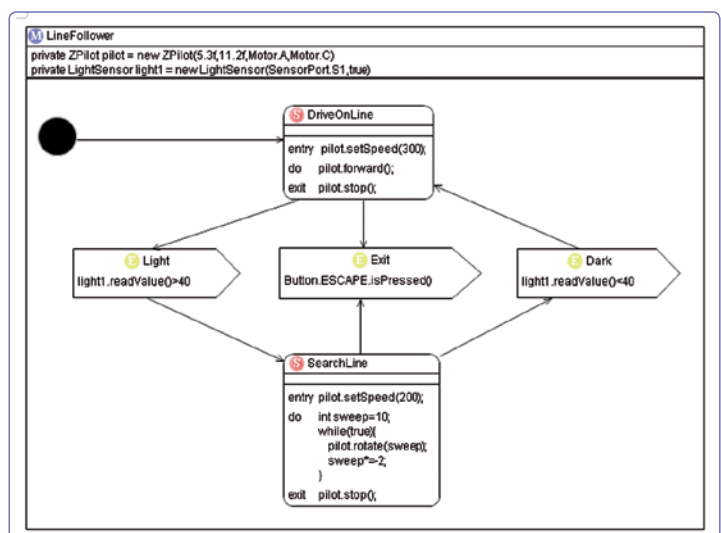 M LineFollower
private ZPilot pilot = new ZPilot(5.3f,11.2f,Motor.A,Motor.C)
private LightSensor light1 = new LightSensor(SensorPort.S1,true)
S DriveOnLine
entry pilot.setSpeed(300);
do pilot.forward();
exit pilot.stop();
E Light
light1.readValue()>40
E Exit
Button.ESCAPE.isPressed()
E Dark
light1.readValue()<40
S SearchLine
entry pilot.setSpeed(200);
do int sweep=10;
while(true){
pilot.rotate(sweep);
sweep*=-2;
}
exit pilot.stop();